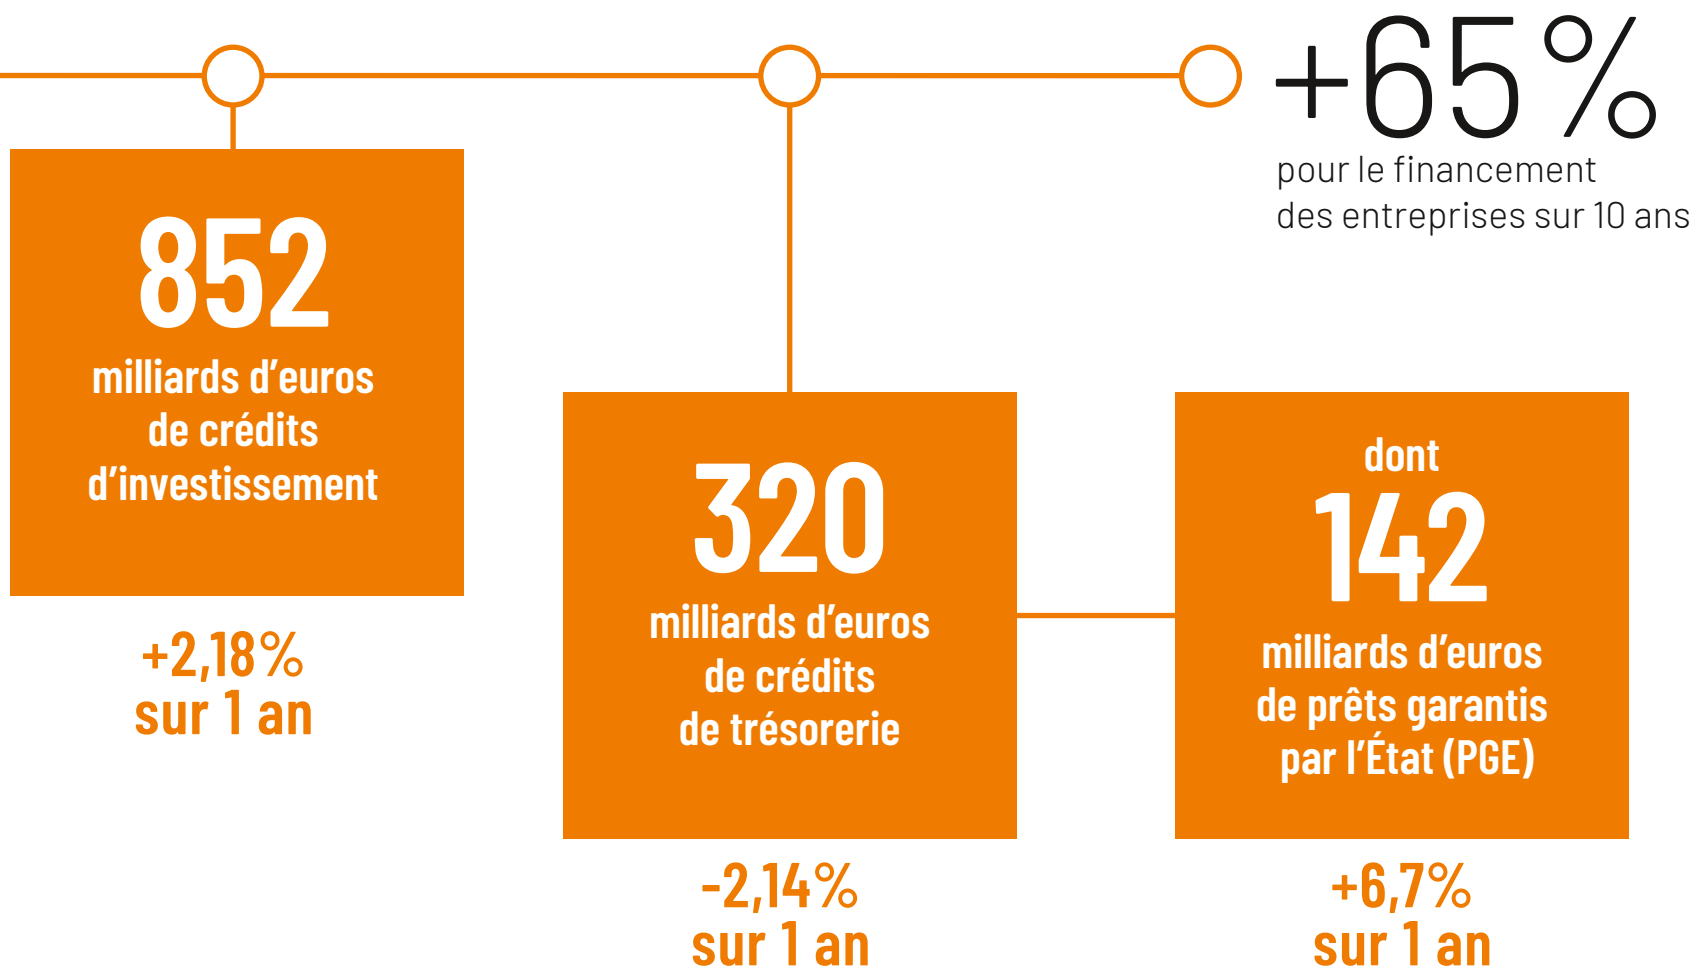 +65%
pour le financement
des entreprises sur 10 ans
852
milliards d’euros
de crédits
d’investissement
+2,18%
sur 1 an
320
milliards d’euros
de crédits
de trésorerie
-2,14%
sur 1 an
dont
142
milliards d’euros
de prêts garantis
par l’État (PGE)
+6,7%
sur 1 an